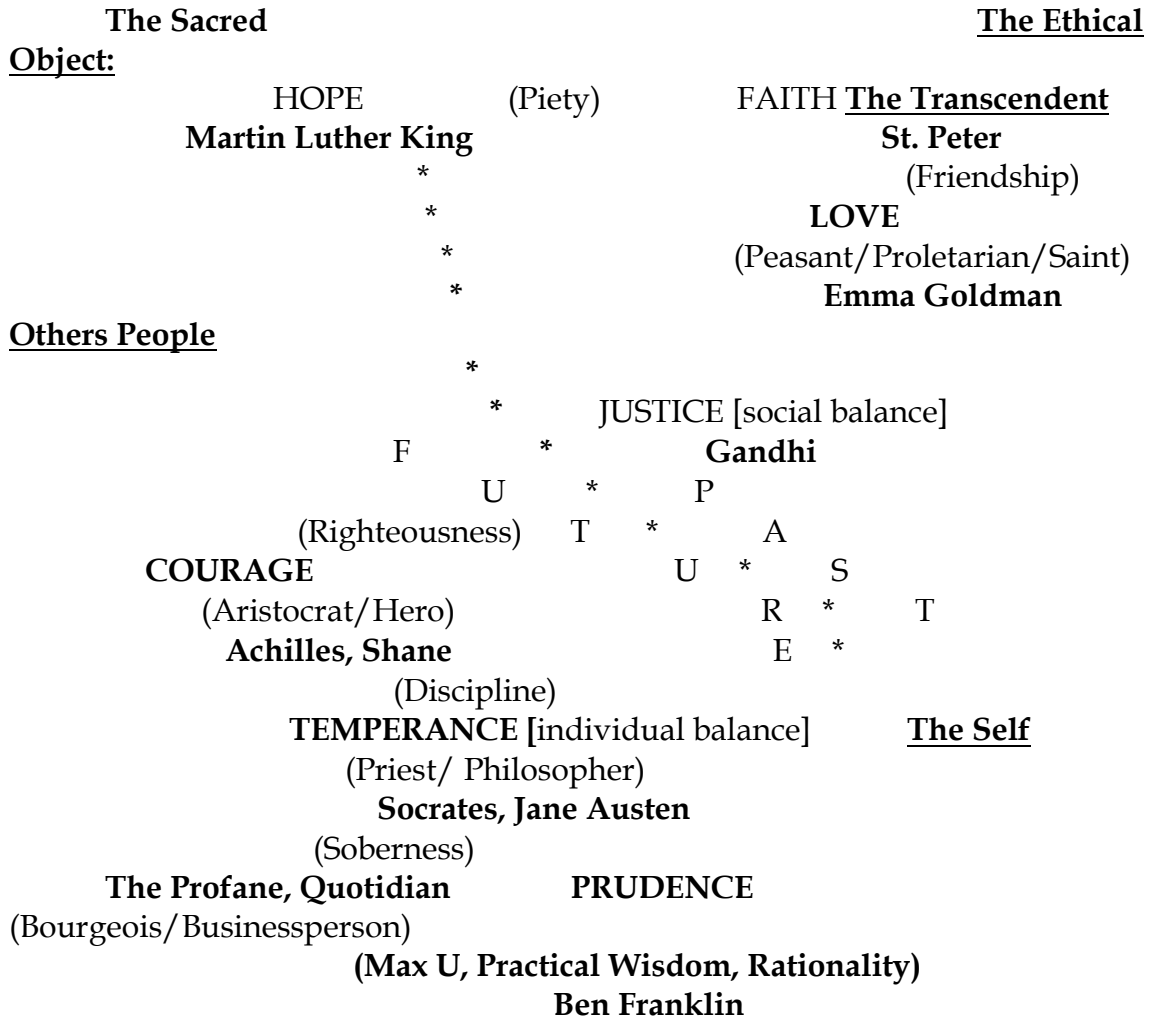 The Sacred The Ethical
Object:
HOPE (Piety) FAITH The Transcendent
Martin Luther King St. Peter
* (Friendship)
* LOVE
* (Peasant/Proletarian/Saint)
* Emma Goldman
Others People
*
* JUSTICE [social balance]
F * Gandhi
U * P
(Righteousness) T * A
COURAGE U * S
(Aristocrat/Hero) R * T
Achilles, Shane E *
(Discipline)
TEMPERANCE [individual balance] The Self
(Priest/ Philosopher)
Socrates, Jane Austen
(Soberness)
The Profane, Quotidian PRUDENCE
(Bourgeois/Businessperson)
(Max U, Practical Wisdom, Rationality)
Ben Franklin